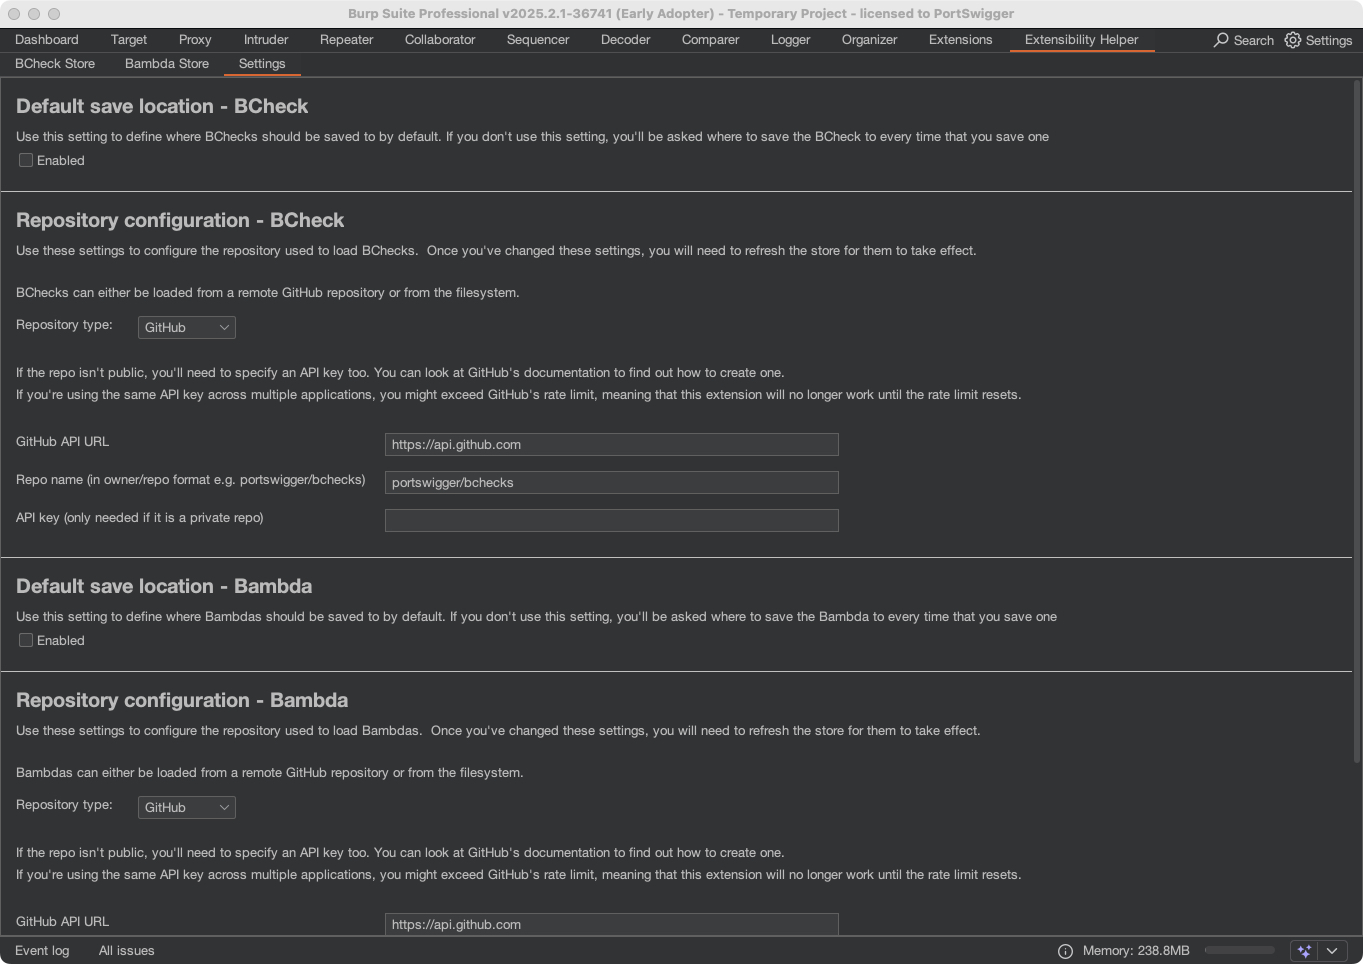 Burp Suite Professional v2025.2.1-36741 (Early Adopter) - Temporary Project - licensed to PortSwigger
Dashboard Target Proxy Intruder Repeater Collaborator Sequencer Decoder Comparer Logger Organizer Extensions Extensibility Helper Search Settings
BCheck Store Bambda Store Settings
Default save location - BCheck
Use this setting to define where BChecks should be saved to by default. If you don't use this setting, you'll be asked where to save the BCheck to every time that you save one
Enabled
Repository configuration - BCheck
Use these settings to configure the repository used to load BChecks.  Once you've changed these settings, you will need to refresh the store for them to take effect.
BChecks can either be loaded from a remote GitHub repository or from the filesystem.
Repository type: GitHub
If the repo isn't public, you'll need to specify an API key too. You can look at GitHub's documentation to find out how to create one.
If you're using the same API key across multiple applications, you might exceed GitHub's rate limit, meaning that this extension will no longer work until the rate limit resets.
GitHub API URL https://api.github.com
Repo name (in owner/repo format e.g. portswigger/bchecks) portswigger/bchecks
API key (only needed if it is a private repo)
Default save location - Bambda
Use this setting to define where Bambdas should be saved to by default. If you don't use this setting, you'll be asked where to save the Bambda to every time that you save one
Enabled
Repository configuration - Bambda
Use these settings to configure the repository used to load Bambdas.  Once you've changed these settings, you will need to refresh the store for them to take effect.
Bambdas can either be loaded from a remote GitHub repository or from the filesystem.
Repository type: GitHub
If the repo isn't public, you'll need to specify an API key too. You can look at GitHub's documentation to find out how to create one.
If you're using the same API key across multiple applications, you might exceed GitHub's rate limit, meaning that this extension will no longer work until the rate limit resets.
GitHub API URL https://api.github.com
Event log All issues Memory: 238.8MB